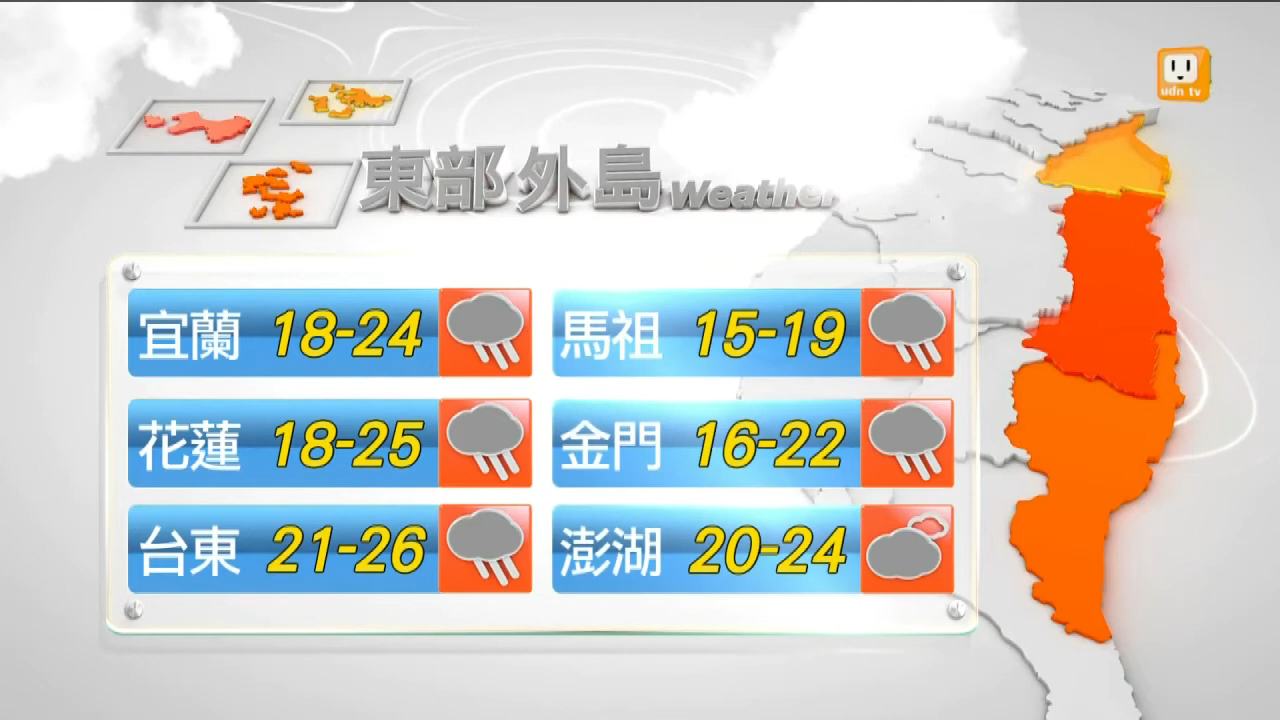 udn tv
東部 外島 Weather
宜蘭 18-24
馬祖 15-19
花蓮 18-25
金門 16-22
台東 21-26
澎湖 20-24